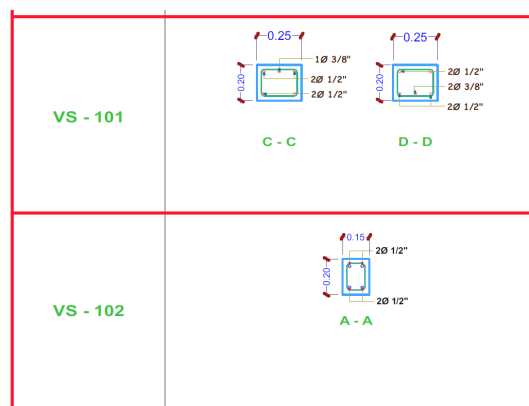 0.25
0.20
1Ø 3/8"
2Ø 1/2"
2Ø 1/2"
C - C
0.25
0.20
2Ø 1/2"
2Ø 3/8"
2Ø 1/2"
D - D
VS - 101
0.15
0.20
2Ø 1/2"
2Ø 1/2"
A - A
VS - 102